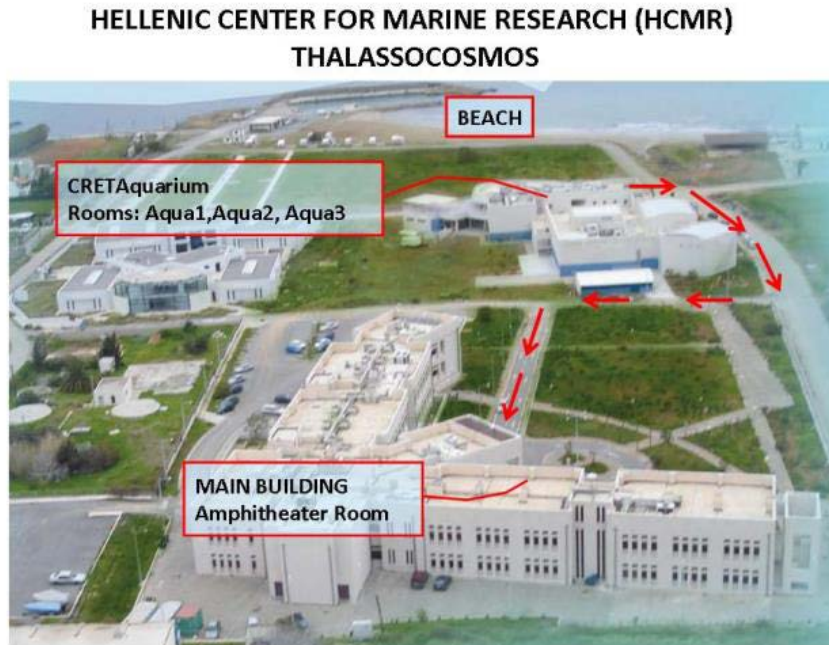 HELLENIC CENTER FOR MARINE RESEARCH (HCMR)
THALASSOCOSMOS
BEACH
CRETAquarium
Rooms: Aqua1,Aqua2, Aqua3
MAIN BUILDING
Amphitheater Room